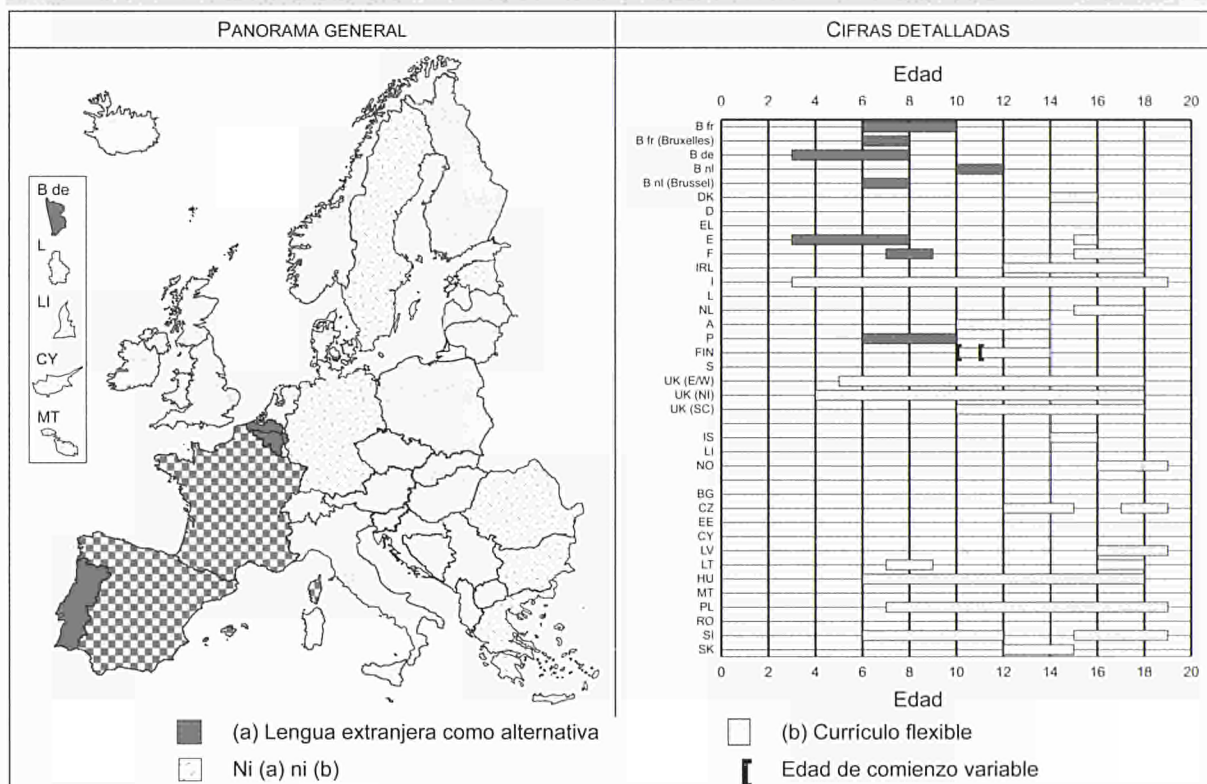 PANORAMA GENERAL
CIFRAS DETALLADAS
B de
L
LI
CY
MT
Edad
0 2 4 6 8 10 12 14 16 18 20
B fr
B fr (Bruxelles)
B de
B nl
B nl (Brussel)
DK
D
EL
E
F
IRL
I
L
NL
A
P
FIN
S
UK (E/W)
UK (NI)
UK (SC)
IS
LI
NO
BG
CZ
EE
CY
LV
LT
HU
MT
PL
RO
SI
SK
0 2 4 6 8 10 12 14 16 18 20
Edad
(a) Lengua extranjera como alternativa
Ni (a) ni (b)
(b) Currículo flexible
[ Edad de comienzo variable